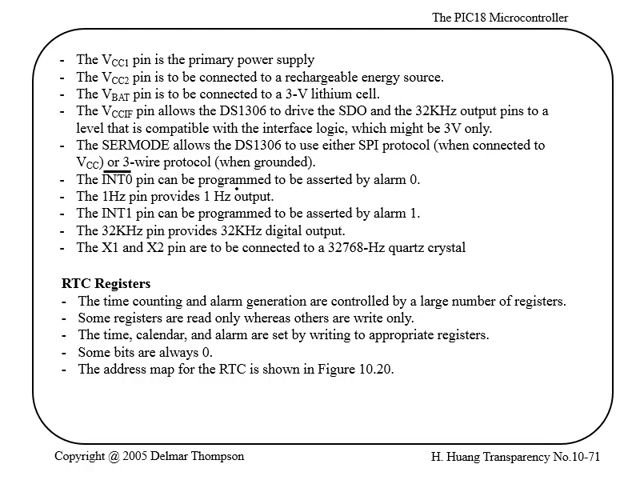 The PIC18 Microcontroller
- The VCC1 pin is the primary power supply
- The VCC2 pin is to be connected to a rechargeable energy source.
- The VBAT pin is to be connected to a 3-V lithium cell.
- The VCCIF pin allows the DS1306 to drive the SDO and the 32KHz output pins to a
level that is compatible with the interface logic, which might be 3V only.
- The SERMODE allows the DS1306 to use either SPI protocol (when connected to
VCC) or 3-wire protocol (when grounded).
- The INT0 pin can be programmed to be asserted by alarm 0.
- The 1Hz pin provides 1 Hz output.
- The INT1 pin can be programmed to be asserted by alarm 1.
- The 32KHz pin provides 32KHz digital output.
- The X1 and X2 pin are to be connected to a 32768-Hz quartz crystal
RTC Registers
- The time counting and alarm generation are controlled by a large number of registers.
- Some registers are read only whereas others are write only.
- The time, calendar, and alarm are set by writing to appropriate registers.
- Some bits are always 0.
- The address map for the RTC is shown in Figure 10.20.
Copyright @ 2005 Delmar Thompson
H. Huang Transparency No.10-71